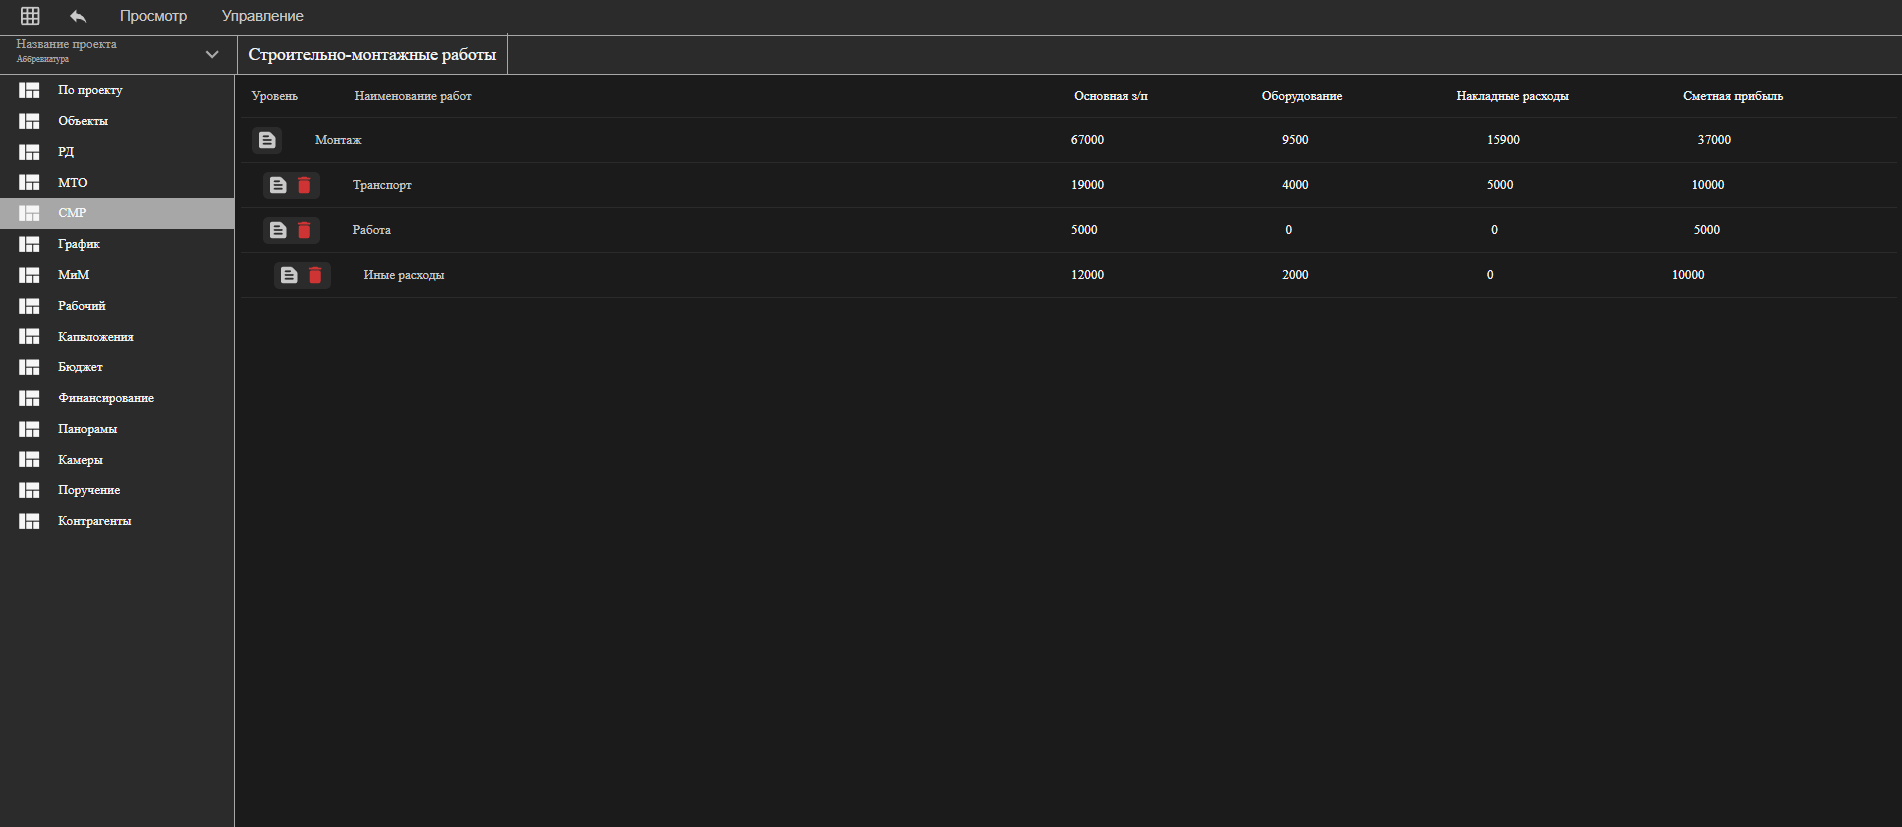 Просмотр Управление
Название проекта
Аббревиатура
Строительно-монтажные работы
По проекту
Объекты
РД
МТО
СМР
График
МиМ
Рабочий
Капвложения
Бюджет
Финансирование
Панорамы
Камеры
Поручение
Контрагенты
Уровень Наименование работ Основная з/п Оборудование Накладные расходы Сметная прибыль
Монтаж 67000 9500 15900 37000
Транспорт 19000 4000 5000 10000
Работа 5000 0 0 5000
Иные расходы 12000 2000 0 10000